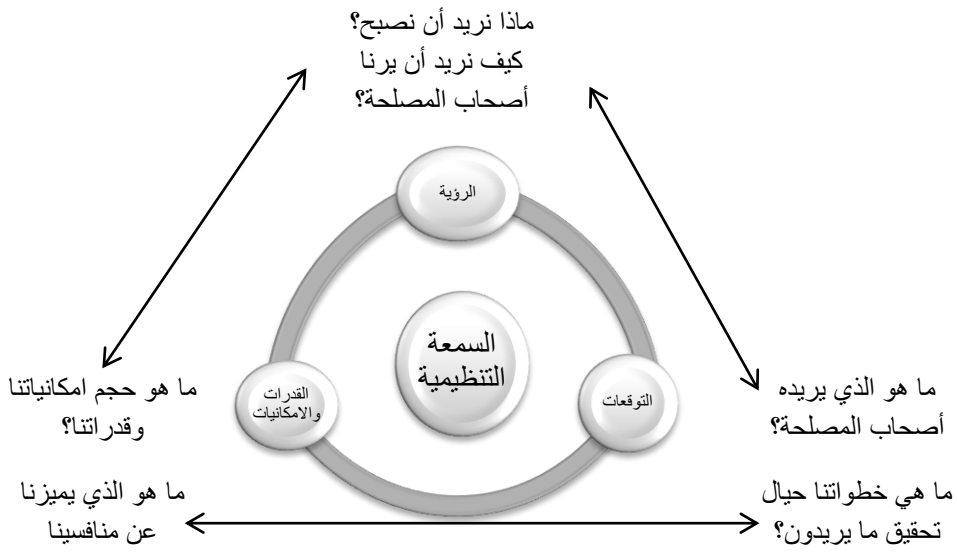 ماذا نريد أن نصبح؟
كيف نريد أن يرنا
أصحاب المصلحة؟
الرؤية
السمعة
التنظيمية
التوقعات
القدرات
والامكانيات
ما هو الذي يريده
أصحاب المصلحة؟
ما هو حجم امكانياتنا
وقدراتنا؟
ما هي خطواتنا حيال
تحقيق ما يريدون؟
ما هو الذي يميزنا
عن منافسينا